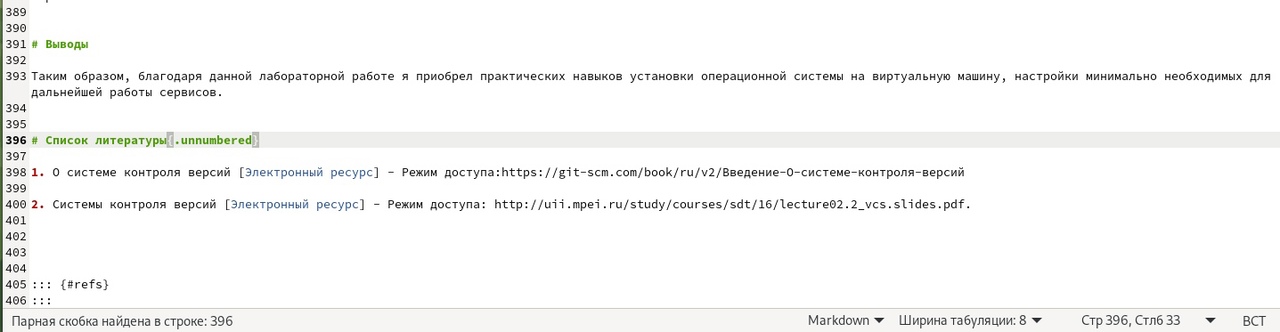 389
390
391 # Выводы
392
393 Таким образом, благодаря данной лабораторной работе я приобрел практических навыков установки операционной системы на виртуальную машину, настройки минимально необходимых для
дальнейшей работы сервисов.
394
395
396 # Список литературы{.unnumbered}
397
398 1. О системе контроля версий [Электронный ресурс] - Режим доступа:https://git-scm.com/book/ru/v2/Введение-О-системе-контроля-версий
399
400 2. Системы контроля версий [Электронный ресурс] - Режим доступа: http://uii.mpei.ru/study/courses/sdt/16/lecture02.2_vcs.slides.pdf.
401
402
403
404
405 ::: {#refs}
406 :::
Парная скобка найдена в строке: 396 Markdown Ширина табуляции: 8 Стр 396, Стлб 33 ВСТ